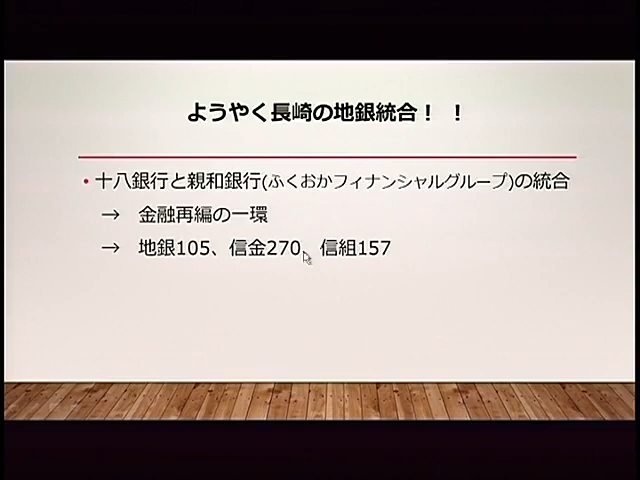 ようやく長崎の地銀統合！！
・十八銀行と親和銀行(ふくおかフィナンシャルグループ)の統合
→　金融再編の一環
→　地銀105、信金270、信組157